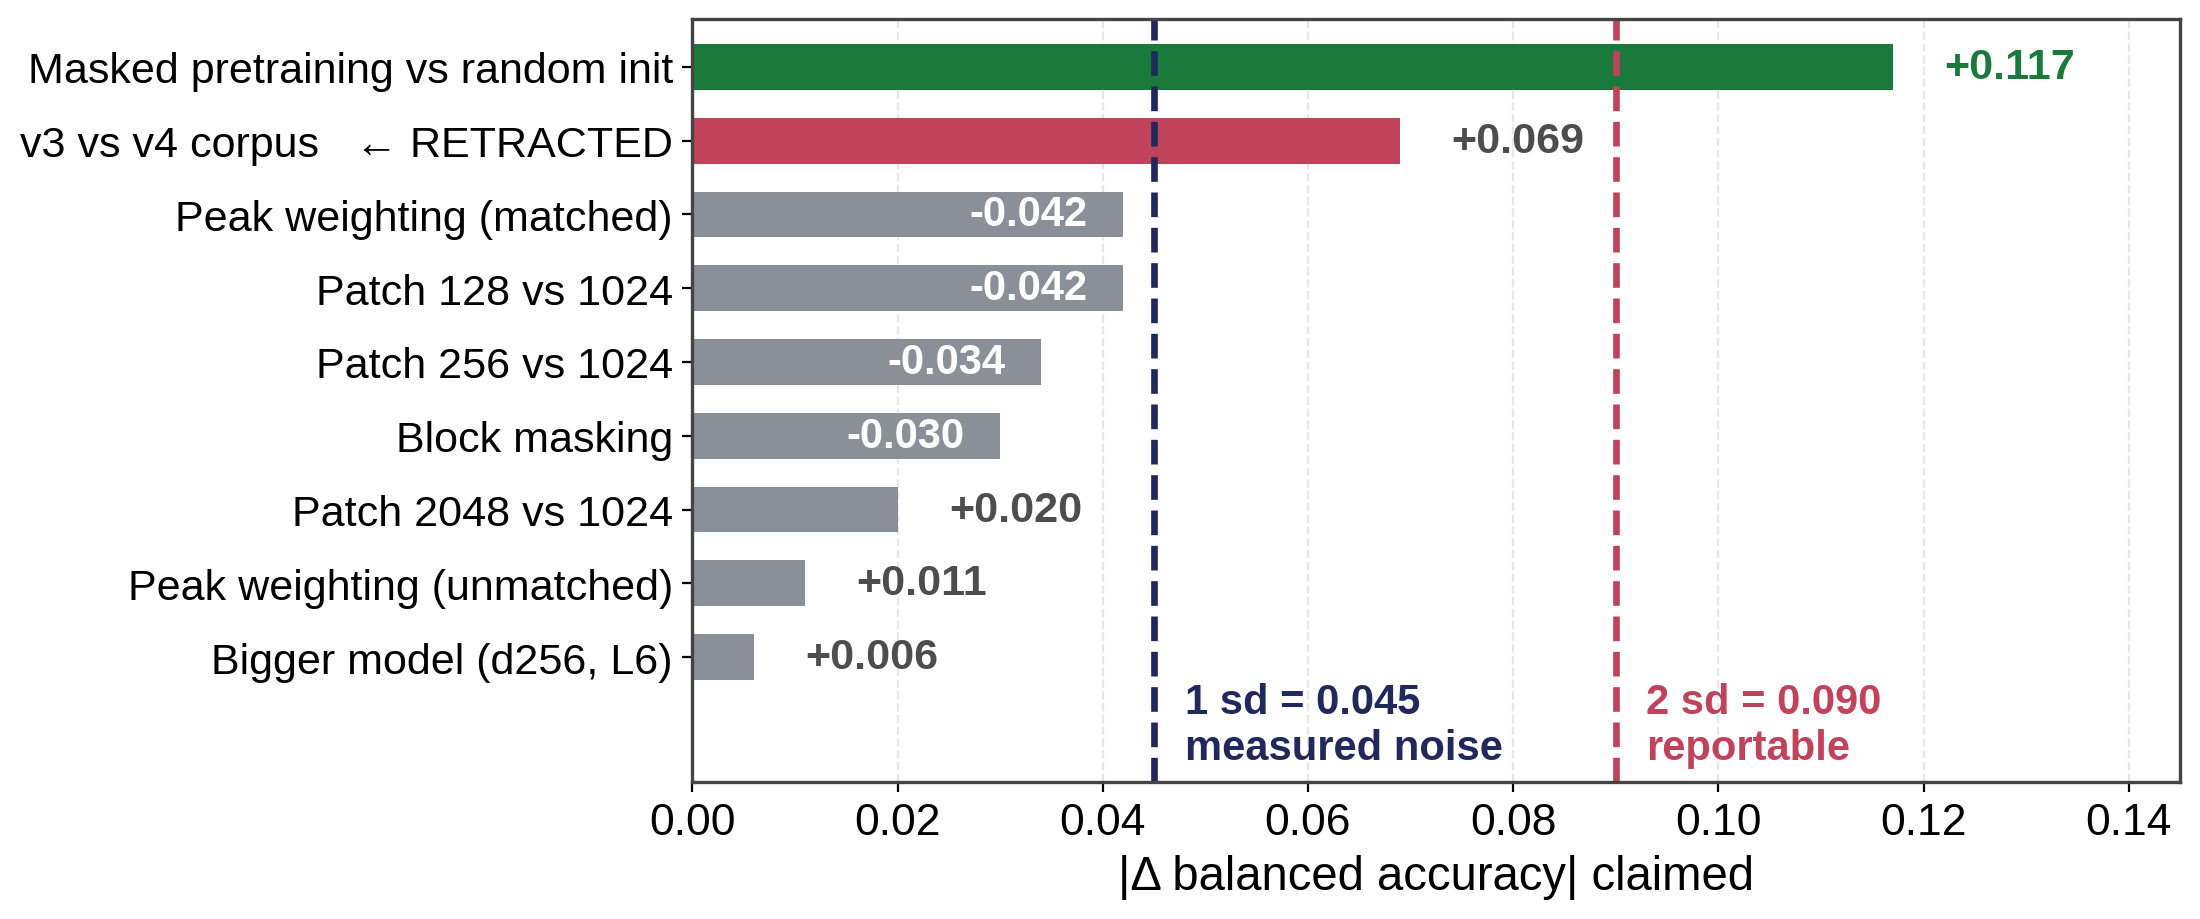 Masked pretraining vs random init +0.117
v3 vs v4 corpus ← RETRACTED +0.069
Peak weighting (matched) -0.042
Patch 128 vs 1024 -0.042
Patch 256 vs 1024 -0.034
Block masking -0.030
Patch 2048 vs 1024 +0.020
Peak weighting (unmatched) +0.011
Bigger model (d256, L6) +0.006
1 sd = 0.045
measured noise
2 sd = 0.090
reportable
0.00 0.02 0.04 0.06 0.08 0.10 0.12 0.14
|Δ balanced accuracy| claimed